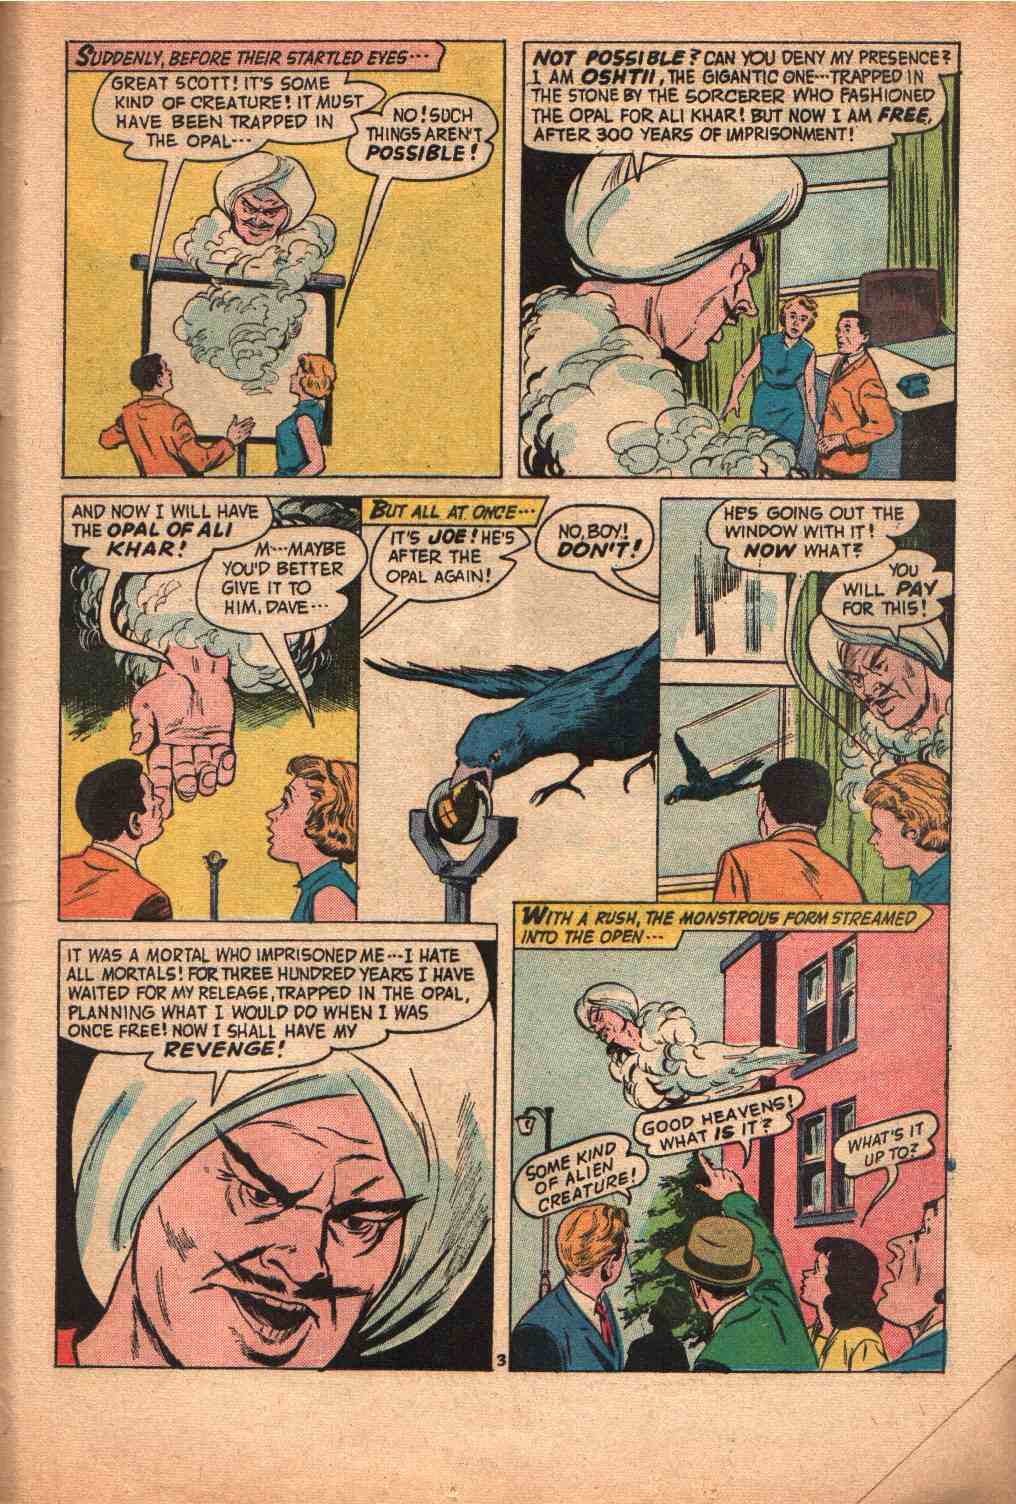 SUDDENLY, BEFORE THEIR STARTLED EYES---
GREAT SCOTT! IT'S SOME
KIND OF CREATURE! IT MUST
HAVE BEEN TRAPPED IN
THE OPAL---
NO! SUCH
THINGS AREN'T
POSSIBLE!
NOT POSSIBLE? CAN YOU DENY MY PRESENCE?
I AM OSHTII, THE GIGANTIC ONE---TRAPPED IN
THE STONE BY THE SORCERER WHO FASHIONED
THE OPAL FOR ALI KHAR! BUT NOW I AM FREE,
AFTER 300 YEARS OF IMPRISONMENT!
AND NOW I WILL HAVE
THE OPAL OF ALI
KHAR!
M---MAYBE
YOU'D BETTER
GIVE IT TO
HIM, DAVE---
BUT ALL AT ONCE---
IT'S JOE! HE'S
AFTER THE
OPAL AGAIN!
NO, BOY!
DON'T!
HE'S GOING OUT THE
WINDOW WITH IT!
NOW WHAT?
YOU
WILL PAY
FOR THIS!
IT WAS A MORTAL WHO IMPRISONED ME---I HATE
ALL MORTALS! FOR THREE HUNDRED YEARS I HAVE
WAITED FOR MY RELEASE, TRAPPED IN THE OPAL,
PLANNING WHAT I WOULD DO WHEN I WAS
ONCE FREE! NOW I SHALL HAVE MY
REVENGE!
3
WITH A RUSH, THE MONSTROUS FORM STREAMED
INTO THE OPEN---
SOME KIND
OF ALIEN
CREATURE!
GOOD HEAVENS!
WHAT IS IT?
WHAT'S IT
UP TO?